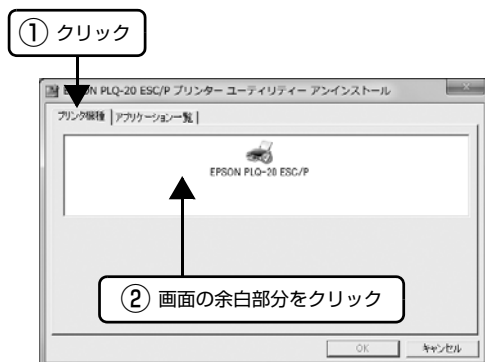 ① クリック
EPSON PLQ-20 ESC/P プリンター ユーティリティー アンインストール
プリンタ機種 アプリケーション一覧
EPSON PLQ-20 ESC/P
② 画面の余白部分をクリック
OK キャンセル